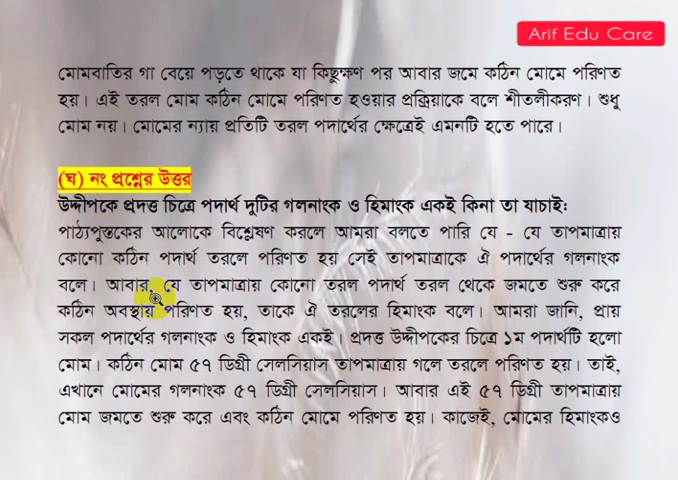 Arif Edu Care
মোমবাতির গা বেয়ে পড়তে থাকে যা কিছুক্ষণ পর আবার জমে কঠিন মোমে পরিণত
হয়। এই তরল মোম কঠিন মোমে পরিণত হওয়ার প্রক্রিয়াকে বলে শীতলীকরণ। শুধু
মোম নয়। মোমের ন্যায় প্রতিটি তরল পদার্থের ক্ষেত্রেই এমনটি হতে পারে।
(ঘ) নং প্রশ্নের উত্তর
উদ্দীপকে প্রদত্ত চিত্রে পদার্থ দুটির গলনাংক ও হিমাংক একই কিনা তা যাচাই:
পাঠ্যপুস্তকের আলোকে বিশ্লেষণ করলে আমরা বলতে পারি যে - যে তাপমাত্রায়
কোনো কঠিন পদার্থ তরলে পরিণত হয় সেই তাপমাত্রাকে ঐ পদার্থের গলনাংক
বলে। আবার, যে তাপমাত্রায় কোনো তরল পদার্থ তরল থেকে জমতে শুরু করে
কঠিন অবস্থায় পরিণত হয়, তাকে ঐ তরলের হিমাংক বলে। আমরা জানি, প্রায়
সকল পদার্থের গলনাংক ও হিমাংক একই। প্রদত্ত উদ্দীপকের চিত্রে ১ম পদার্থটি হলো
মোম। কঠিন মোম ৫৭ ডিগ্রী সেলসিয়াস তাপমাত্রায় গলে তরলে পরিণত হয়। তাই,
এখানে মোমের গলনাংক ৫৭ ডিগ্রী সেলসিয়াস। আবার এই ৫৭ ডিগ্রী তাপমাত্রায়
মোম জমতে শুরু করে এবং কঠিন মোমে পরিণত হয়। কাজেই, মোমের হিমাংকও